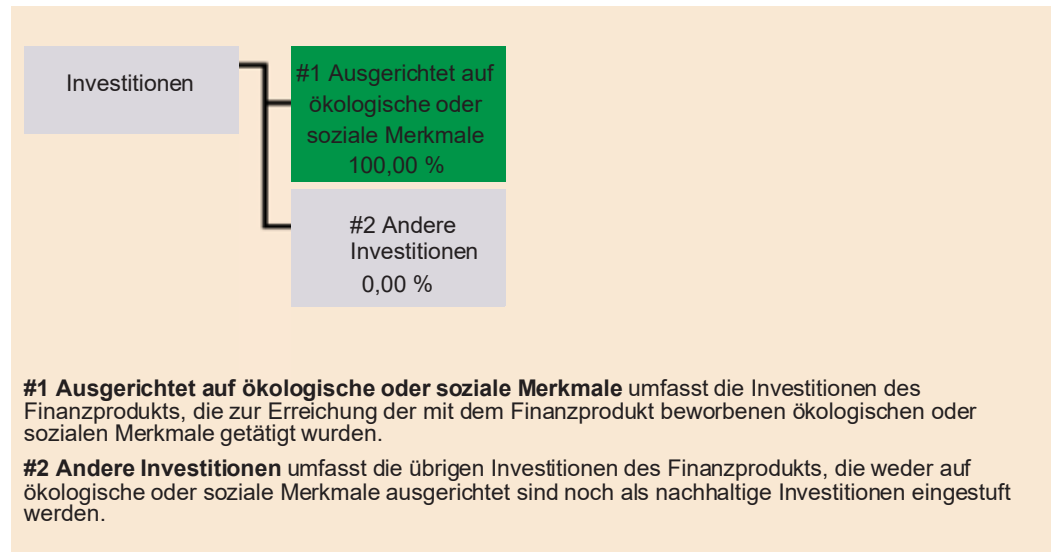 Investitionen
#1 Ausgerichtet auf
ökologische oder
soziale Merkmale
100,00 %
#2 Andere
Investitionen
0,00 %
#1 Ausgerichtet auf ökologische oder soziale Merkmale umfasst die Investitionen des
Finanzprodukts, die zur Erreichung der mit dem Finanzprodukt beworbenen ökologischen oder
sozialen Merkmale getätigt wurden.
#2 Andere Investitionen umfasst die übrigen Investitionen des Finanzprodukts, die weder auf
ökologische oder soziale Merkmale ausgerichtet sind noch als nachhaltige Investitionen eingestuft
werden.